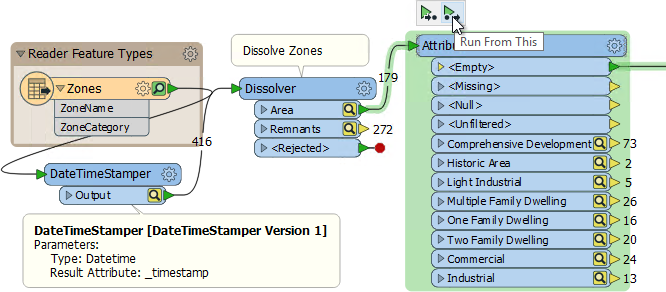 Run From This
Reader Feature Types
Zones
ZoneName
ZoneCategory
416
DateTimeStamper
Output
DateTimeStamper [DateTimeStamper Version 1]
Parameters:
Type: Datetime
Result Attribute: _timestamp
Dissolve Zones
Dissolver
Area
179
Remnants
272
<Rejected>
Attrib
<Empty>
<Missing>
<Null>
<Unfiltered>
Comprehensive Development 73
Historic Area 2
Light Industrial 5
Multiple Family Dwelling 26
One Family Dwelling 16
Two Family Dwelling 20
Commercial 24
Industrial 13